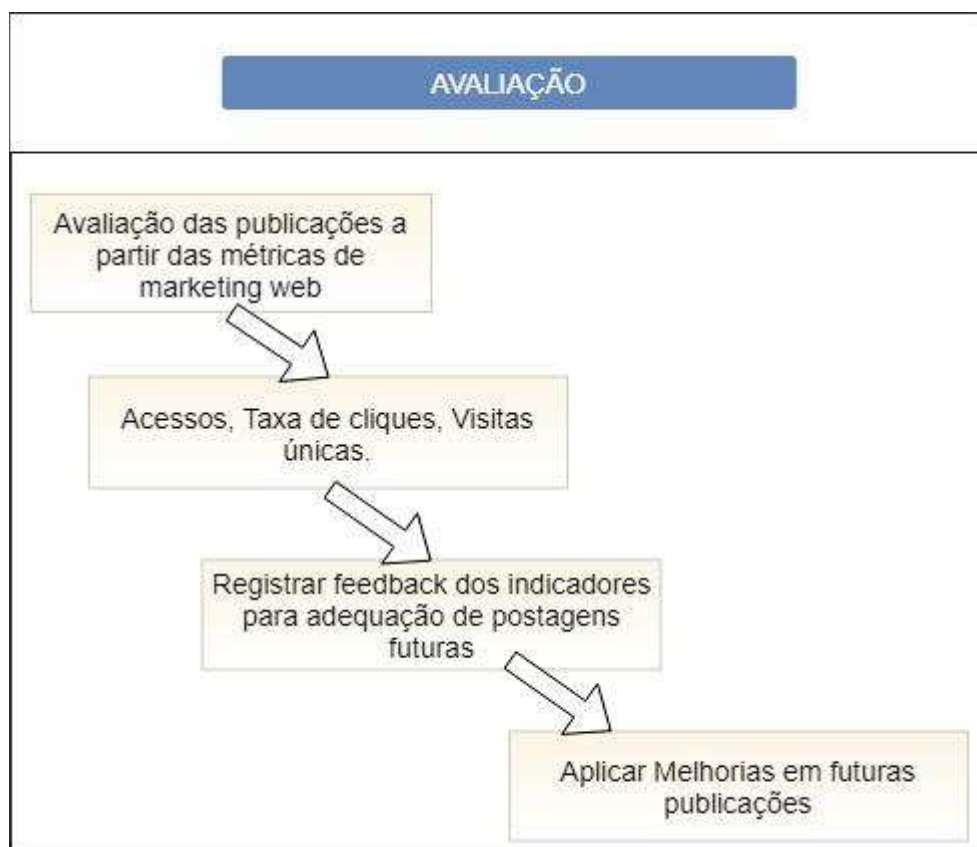 AVALIAÇÃO
Avaliação das publicações a
partir das métricas de
marketing web
Acessos, Taxa de cliques, Visitas
únicas.
Registrar feedback dos indicadores
para adequação de postagens
futuras
Aplicar Melhorias em futuras
publicações